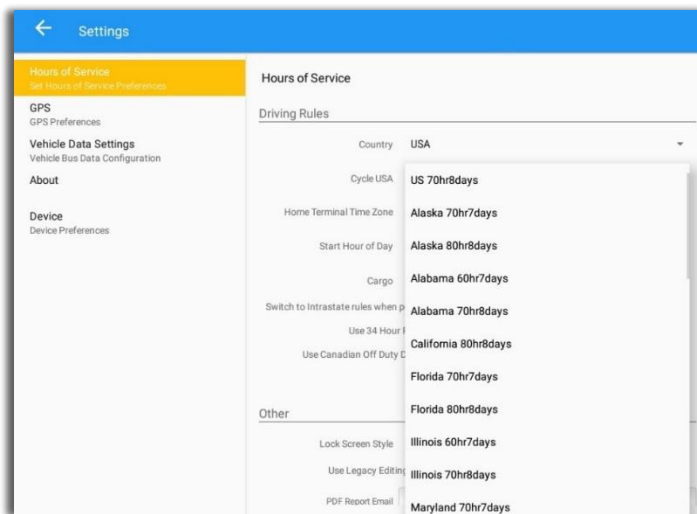 Settings
Hours of Service
Set Hours of Service Preferences
GPS
GPS Preferences
Vehicle Data Settings
Vehicle Bus Data Configuration
About
Device
Device Preferences
Hours of Service
Driving Rules
Country USA
Cycle USA US 70hr8days
Home Terminal Time Zone Alaska 70hr7days
Start Hour of Day Alaska 80hr8days
Cargo Alabama 60hr7days
Switch to Intrastate rules when p Alabama 70hr8days
Use 34 Hour California 80hr8days
Use Canadian Off Duty D Florida 70hr7days
Other Florida 80hr8days
Lock Screen Style Illinois 60hr7days
Use Legacy Editing Illinois 70hr8days
PDF Report Email Maryland 70hr7days